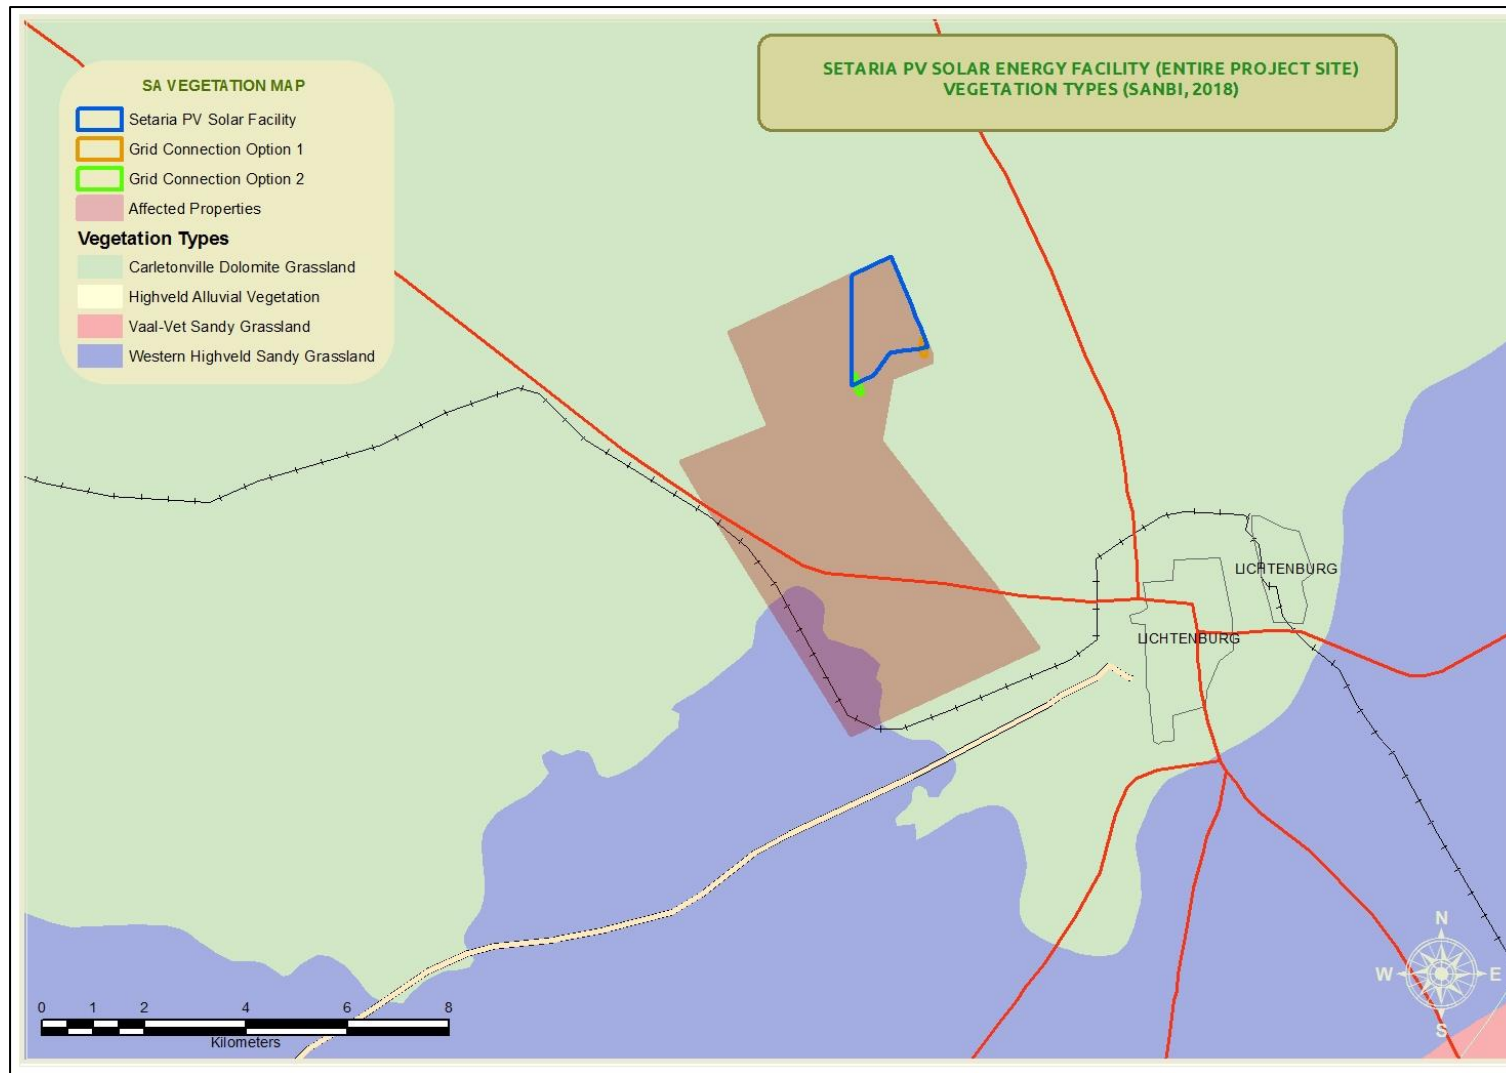 SETARIA PV SOLAR ENERGY FACILITY (ENTIRE PROJECT SITE)
VEGETATION TYPES (SANBI, 2018)
SA VEGETATION MAP
Setaria PV Solar Facility
Grid Connection Option 1
Grid Connection Option 2
Affected Properties
Vegetation Types
Carletonville Dolomite Grassland
Highveld Alluvial Vegetation
Vaal-Vet Sandy Grassland
Western Highveld Sandy Grassland
LICHTENBURG
LICHTENBURG
N
W E
S
0 1 2 4 6 8
Kilometers